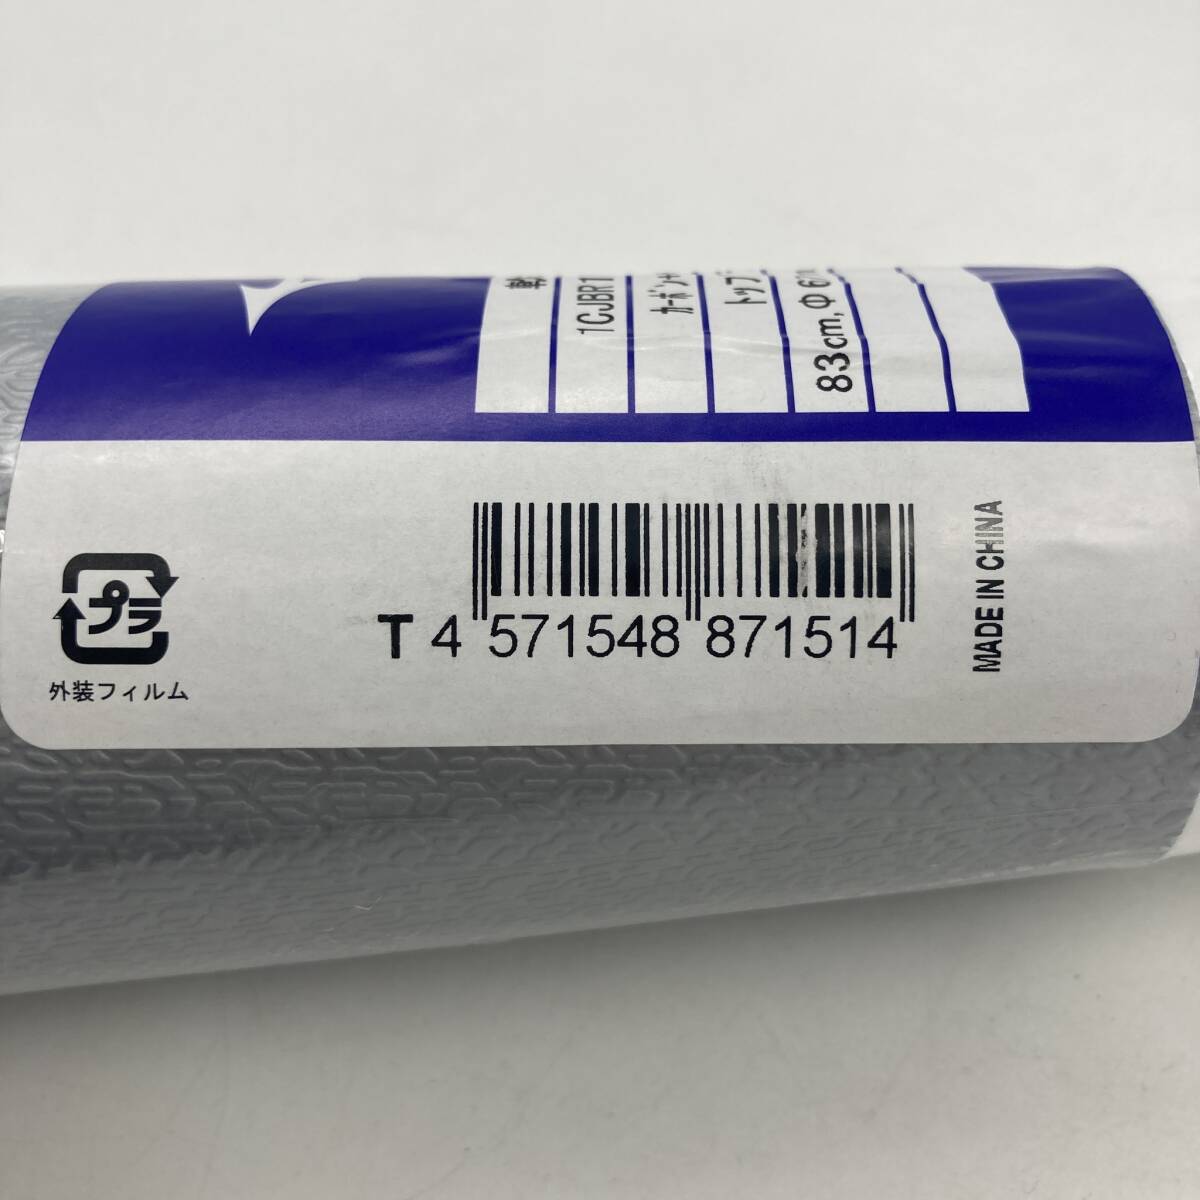 1CJBR1
カーボン
トップ
83cm, Φ6
プラ
外装フィルム
T 4 571548 871514
MADE IN CHINA